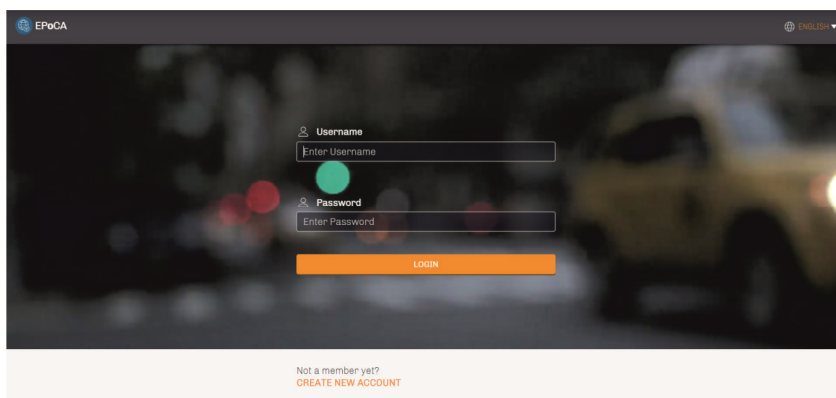 EPoCA
ENGLISH
Username
Enter Username
Password
Enter Password
LOGIN
Not a member yet?
CREATE NEW ACCOUNT